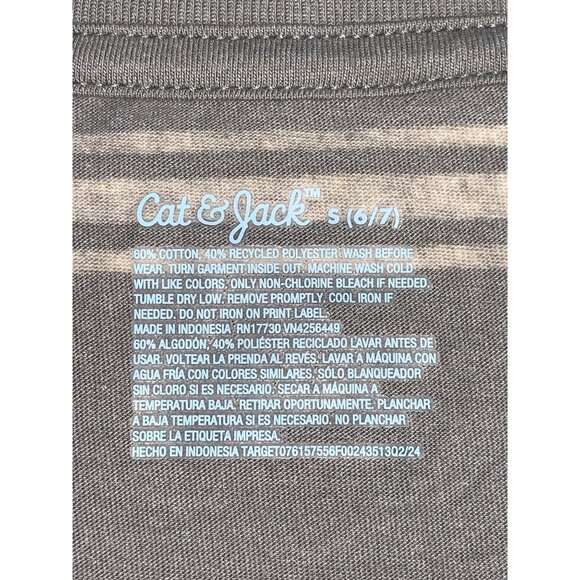 Cat & Jack™ S (6/7)
60% COTTON, 40% RECYCLED POLYESTER WASH BEFORE
WEAR. TURN GARMENT INSIDE OUT. MACHINE WASH COLD
WITH LIKE COLORS, ONLY NON-CHLORINE BLEACH IF NEEDED.
TUMBLE DRY LOW. REMOVE PROMPTLY. COOL IRON IF
NEEDED. DO NOT IRON ON PRINT LABEL.
MADE IN INDONESIA RN17730 VN4256449
60% ALGODÓN, 40% POLIÉSTER RECICLADO LAVAR ANTES DE
USAR. VOLTEAR LA PRENDA AL REVÉS. LAVAR A MÁQUINA CON
AGUA FRÍA CON COLORES SIMILARES. SÓLO BLANQUEADOR
SIN CLORO SI ES NECESARIO. SECAR A MÁQUINA A
TEMPERATURA BAJA. RETIRAR OPORTUNAMENTE. PLANCHAR
A BAJA TEMPERATURA SI ES NECESARIO. NO PLANCHAR
SOBRE LA ETIQUETA IMPRESA.
HECHO EN INDONESIA TARGET076157556F00243513Q2/24